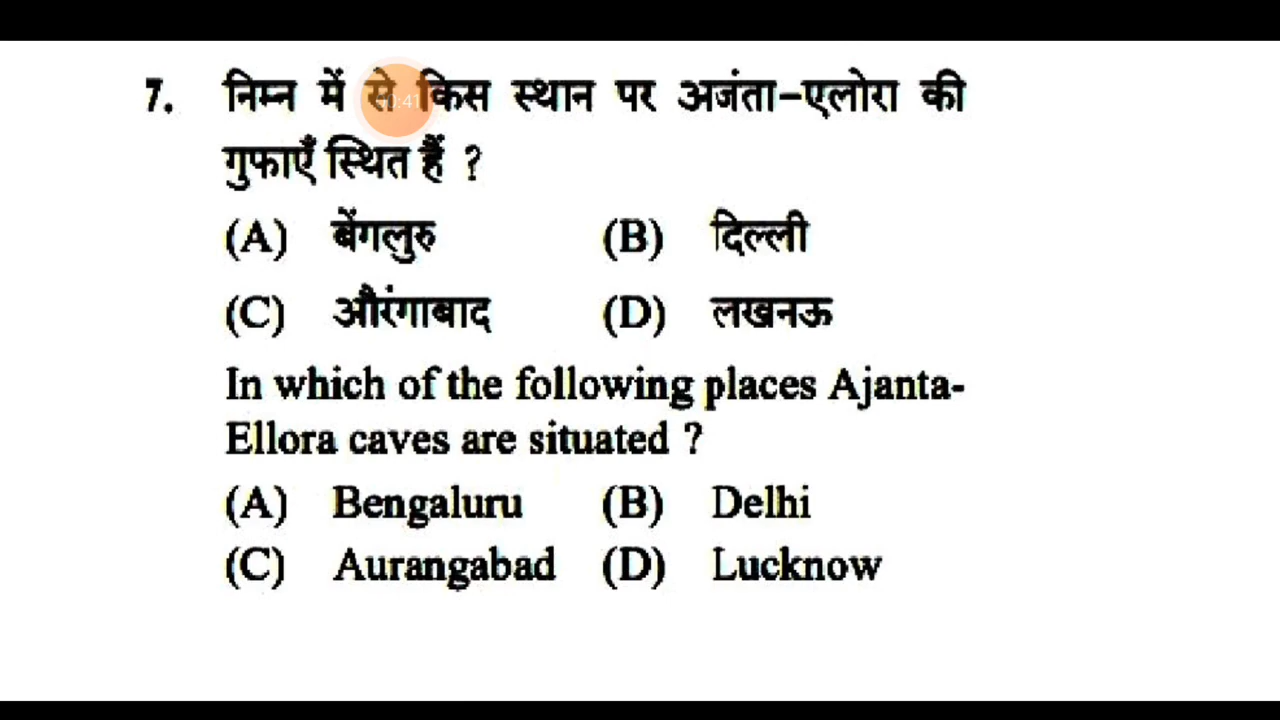 7. निम्न में से किस स्थान पर अजंता-एलोरा की
गुफाएँ स्थित हैं ?
(A) बेंगलुरु (B) दिल्ली
(C) औरंगाबाद (D) लखनऊ
In which of the following places Ajanta-
Ellora caves are situated ?
(A) Bengaluru (B) Delhi
(C) Aurangabad (D) Lucknow